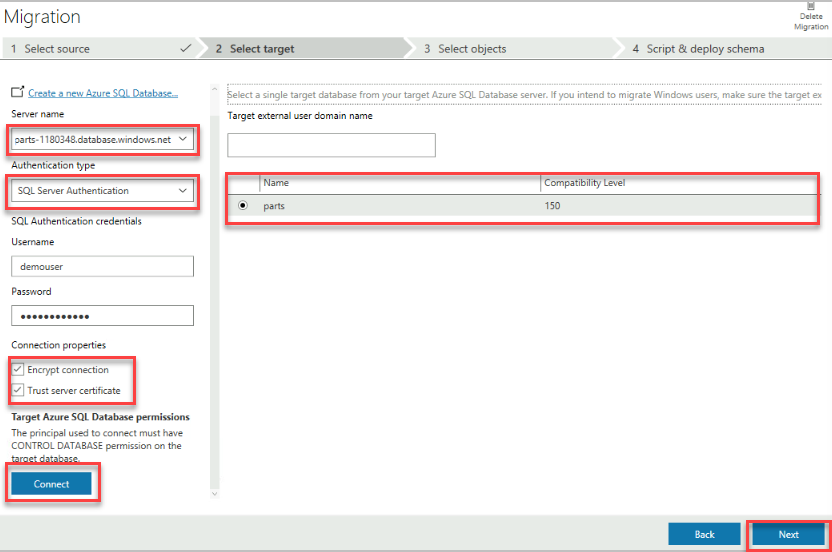 Migration
Delete
Migration
1 Select source
2 Select target
3 Select objects
4 Script & deploy schema
Create a new Azure SQL Database...
Server name
parts-1180348.database.windows.net
Authentication type
SQL Server Authentication
SQL Authentication credentials
Username
demouser
Password
●●●●●●●●●●●●
Connection properties
Encrypt connection
Trust server certificate
Target Azure SQL Database permissions
The principal used to connect must have
CONTROL DATABASE permission on the
target database.
Connect
Select a single target database from your target Azure SQL Database server. If you intend to migrate Windows users, make sure the target ex
Target external user domain name
Name Compatibility Level
parts 150
Back
Next